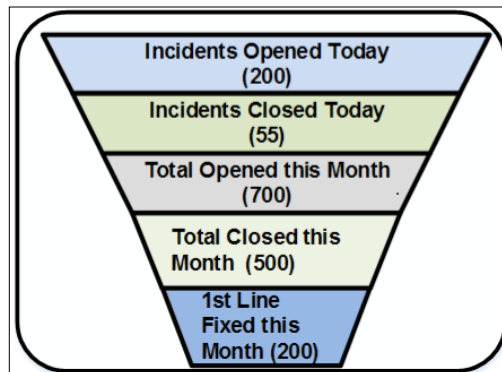 Incidents Opened Today
(200)
Incidents Closed Today
(55)
Total Opened this Month
(700)
Total Closed this
Month (500)
1st Line
Fixed this
Month (200)